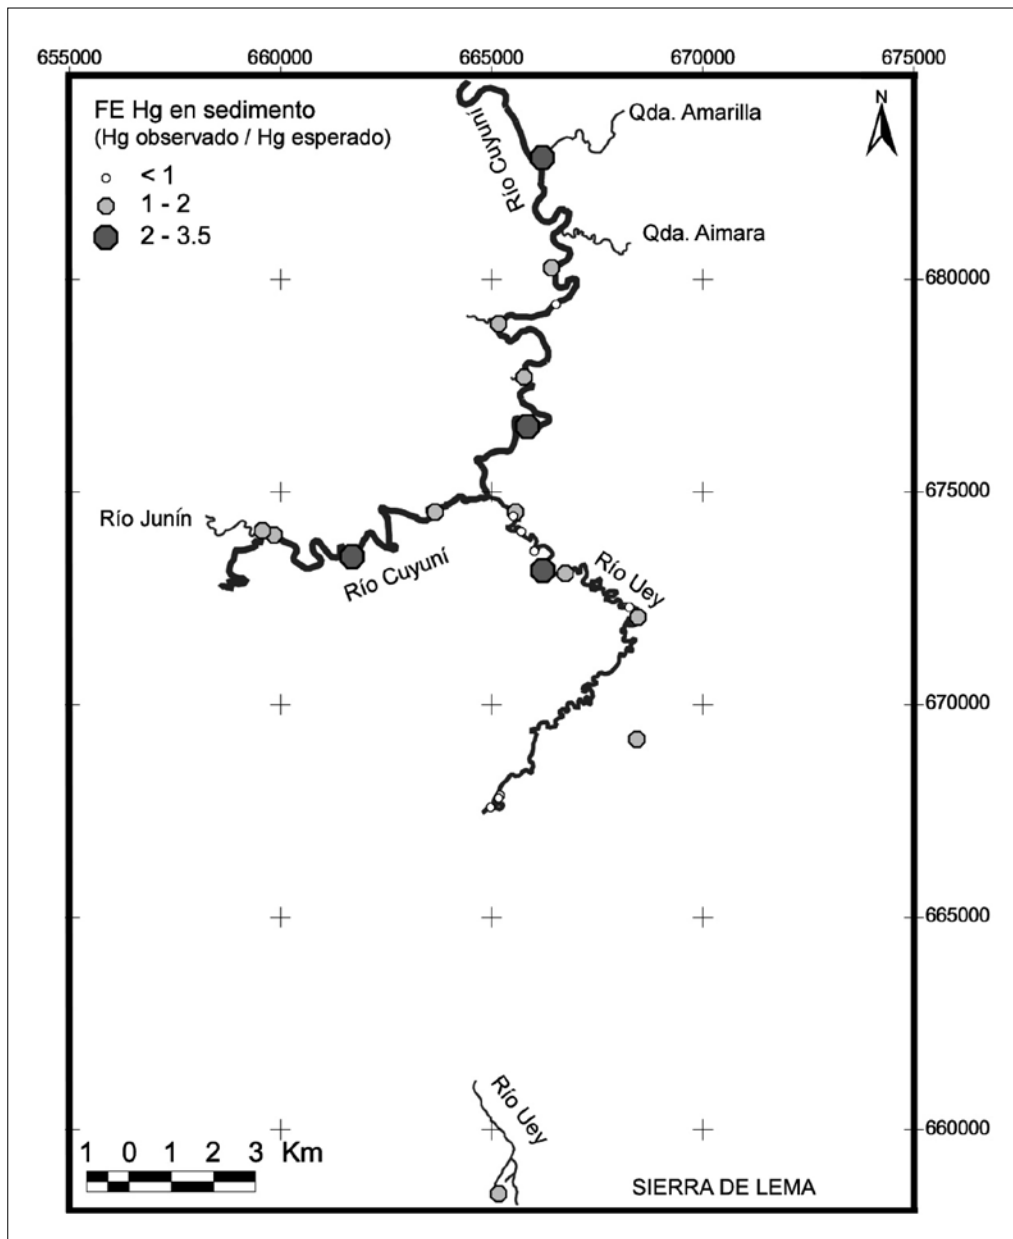 655000 660000 665000 670000 675000
FE Hg en sedimento
(Hg observado / Hg esperado)
< 1
1 - 2
2 - 3.5
N
Río Cuyuní
Qda. Amarilla
Qda. Aimara
680000
675000
Río Junín
Río Cuyuní
Río Uey
670000
665000
Río Uey
660000
1 0 1 2 3 Km
SIERRA DE LEMA